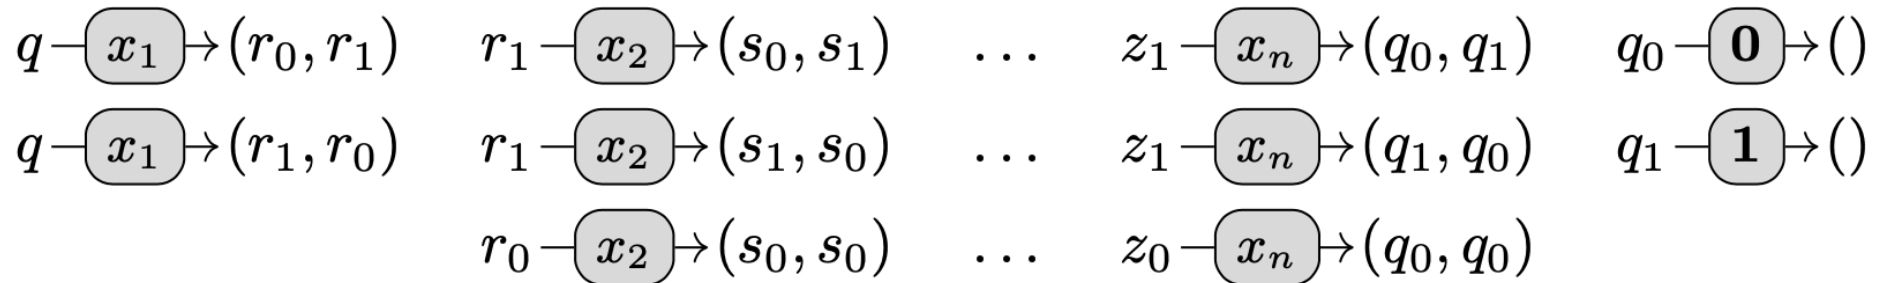 q x₁ (r₀, r₁) r₁ x₂ (s₀, s₁) … z₁ xₙ (q₀, q₁) q₀ 0 ()
q x₁ (r₁, r₀) r₁ x₂ (s₁, s₀) … z₁ xₙ (q₁, q₀) q₁ 1 ()
r₀ x₂ (s₀, s₀) … z₀ xₙ (q₀, q₀)